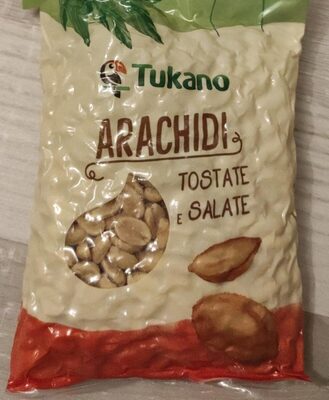 Tukano
ARACHIDI
TOSTATE
E SALATE